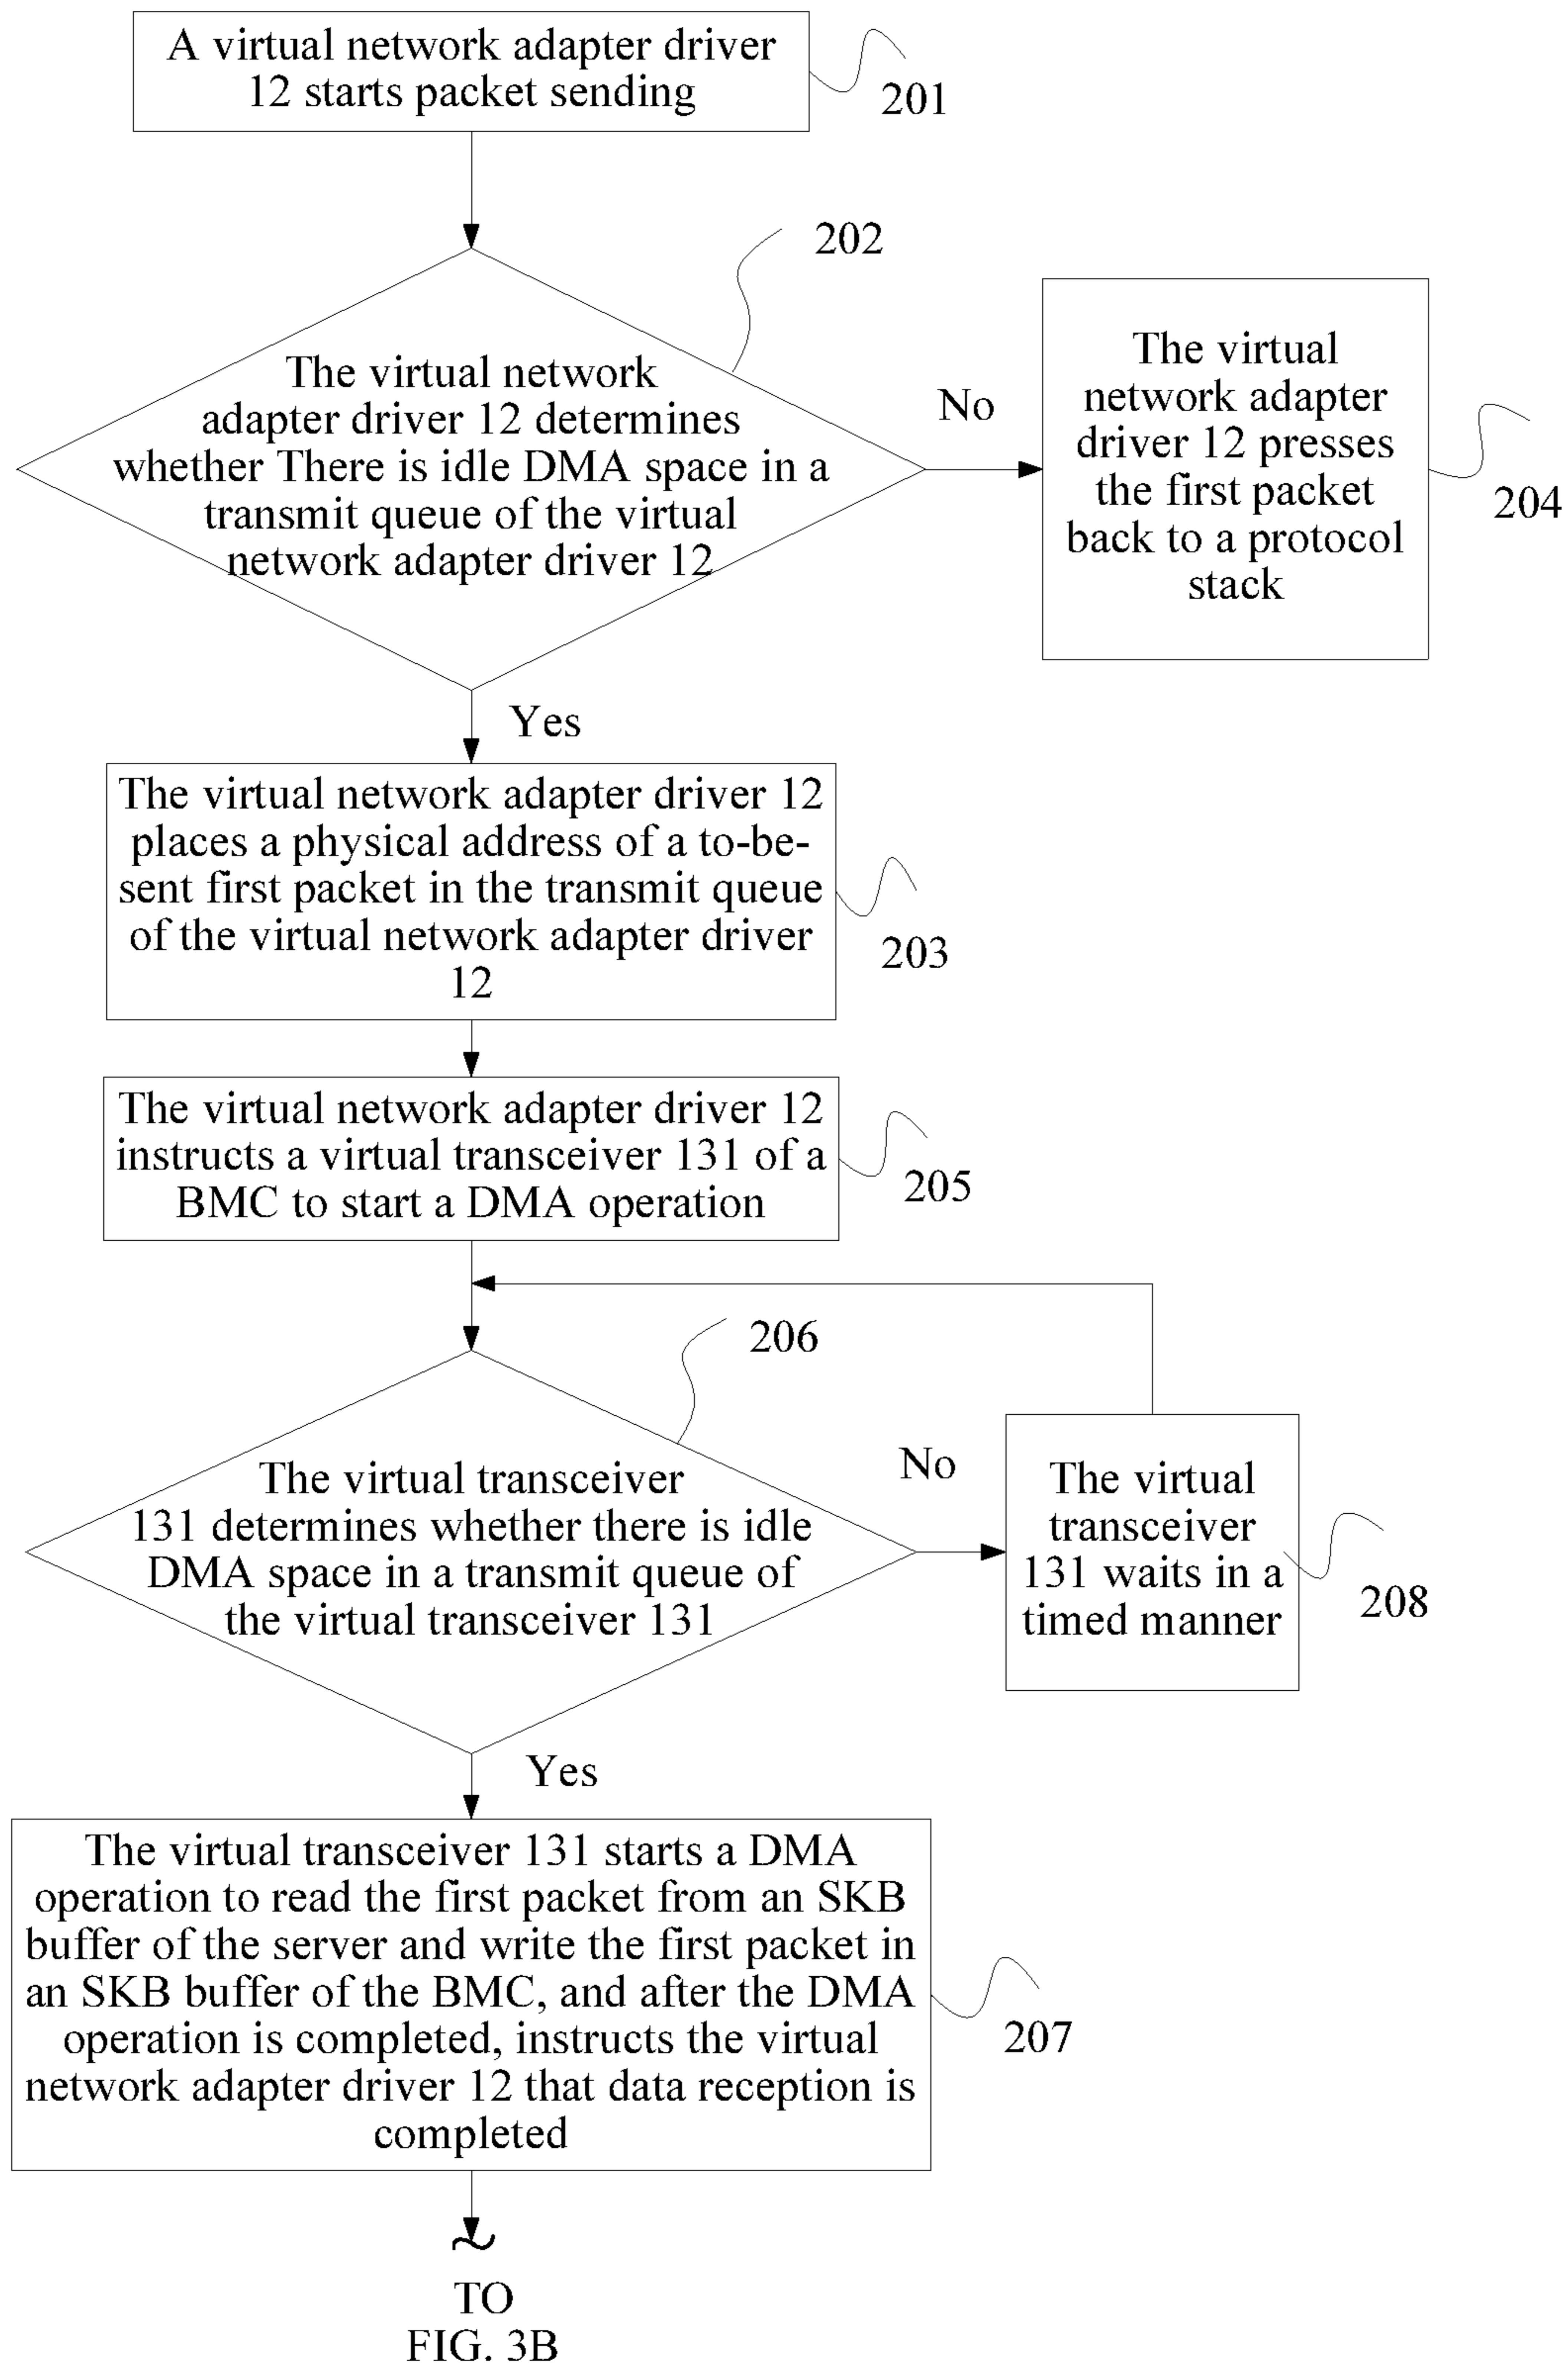 A virtual network adapter driver
12 starts packet sending
201
202
The virtual network
adapter driver 12 determines
whether There is idle DMA space in a
transmit queue of the virtual
network adapter driver 12
No
The virtual
network adapter
driver 12 presses
the first packet
back to a protocol
stack
204
Yes
The virtual network adapter driver 12
places a physical address of a to-be-
sent first packet in the transmit queue
of the virtual network adapter driver
12
203
The virtual network adapter driver 12
instructs a virtual transceiver 131 of a
BMC to start a DMA operation
205
206
The virtual transceiver
131 determines whether there is idle
DMA space in a transmit queue of
the virtual transceiver 131
No
The virtual
transceiver
131 waits in a
timed manner
208
Yes
The virtual transceiver 131 starts a DMA
operation to read the first packet from an SKB
buffer of the server and write the first packet in
an SKB buffer of the BMC, and after the DMA
operation is completed, instructs the virtual
network adapter driver 12 that data reception is
completed
207
TO
FIG. 3B